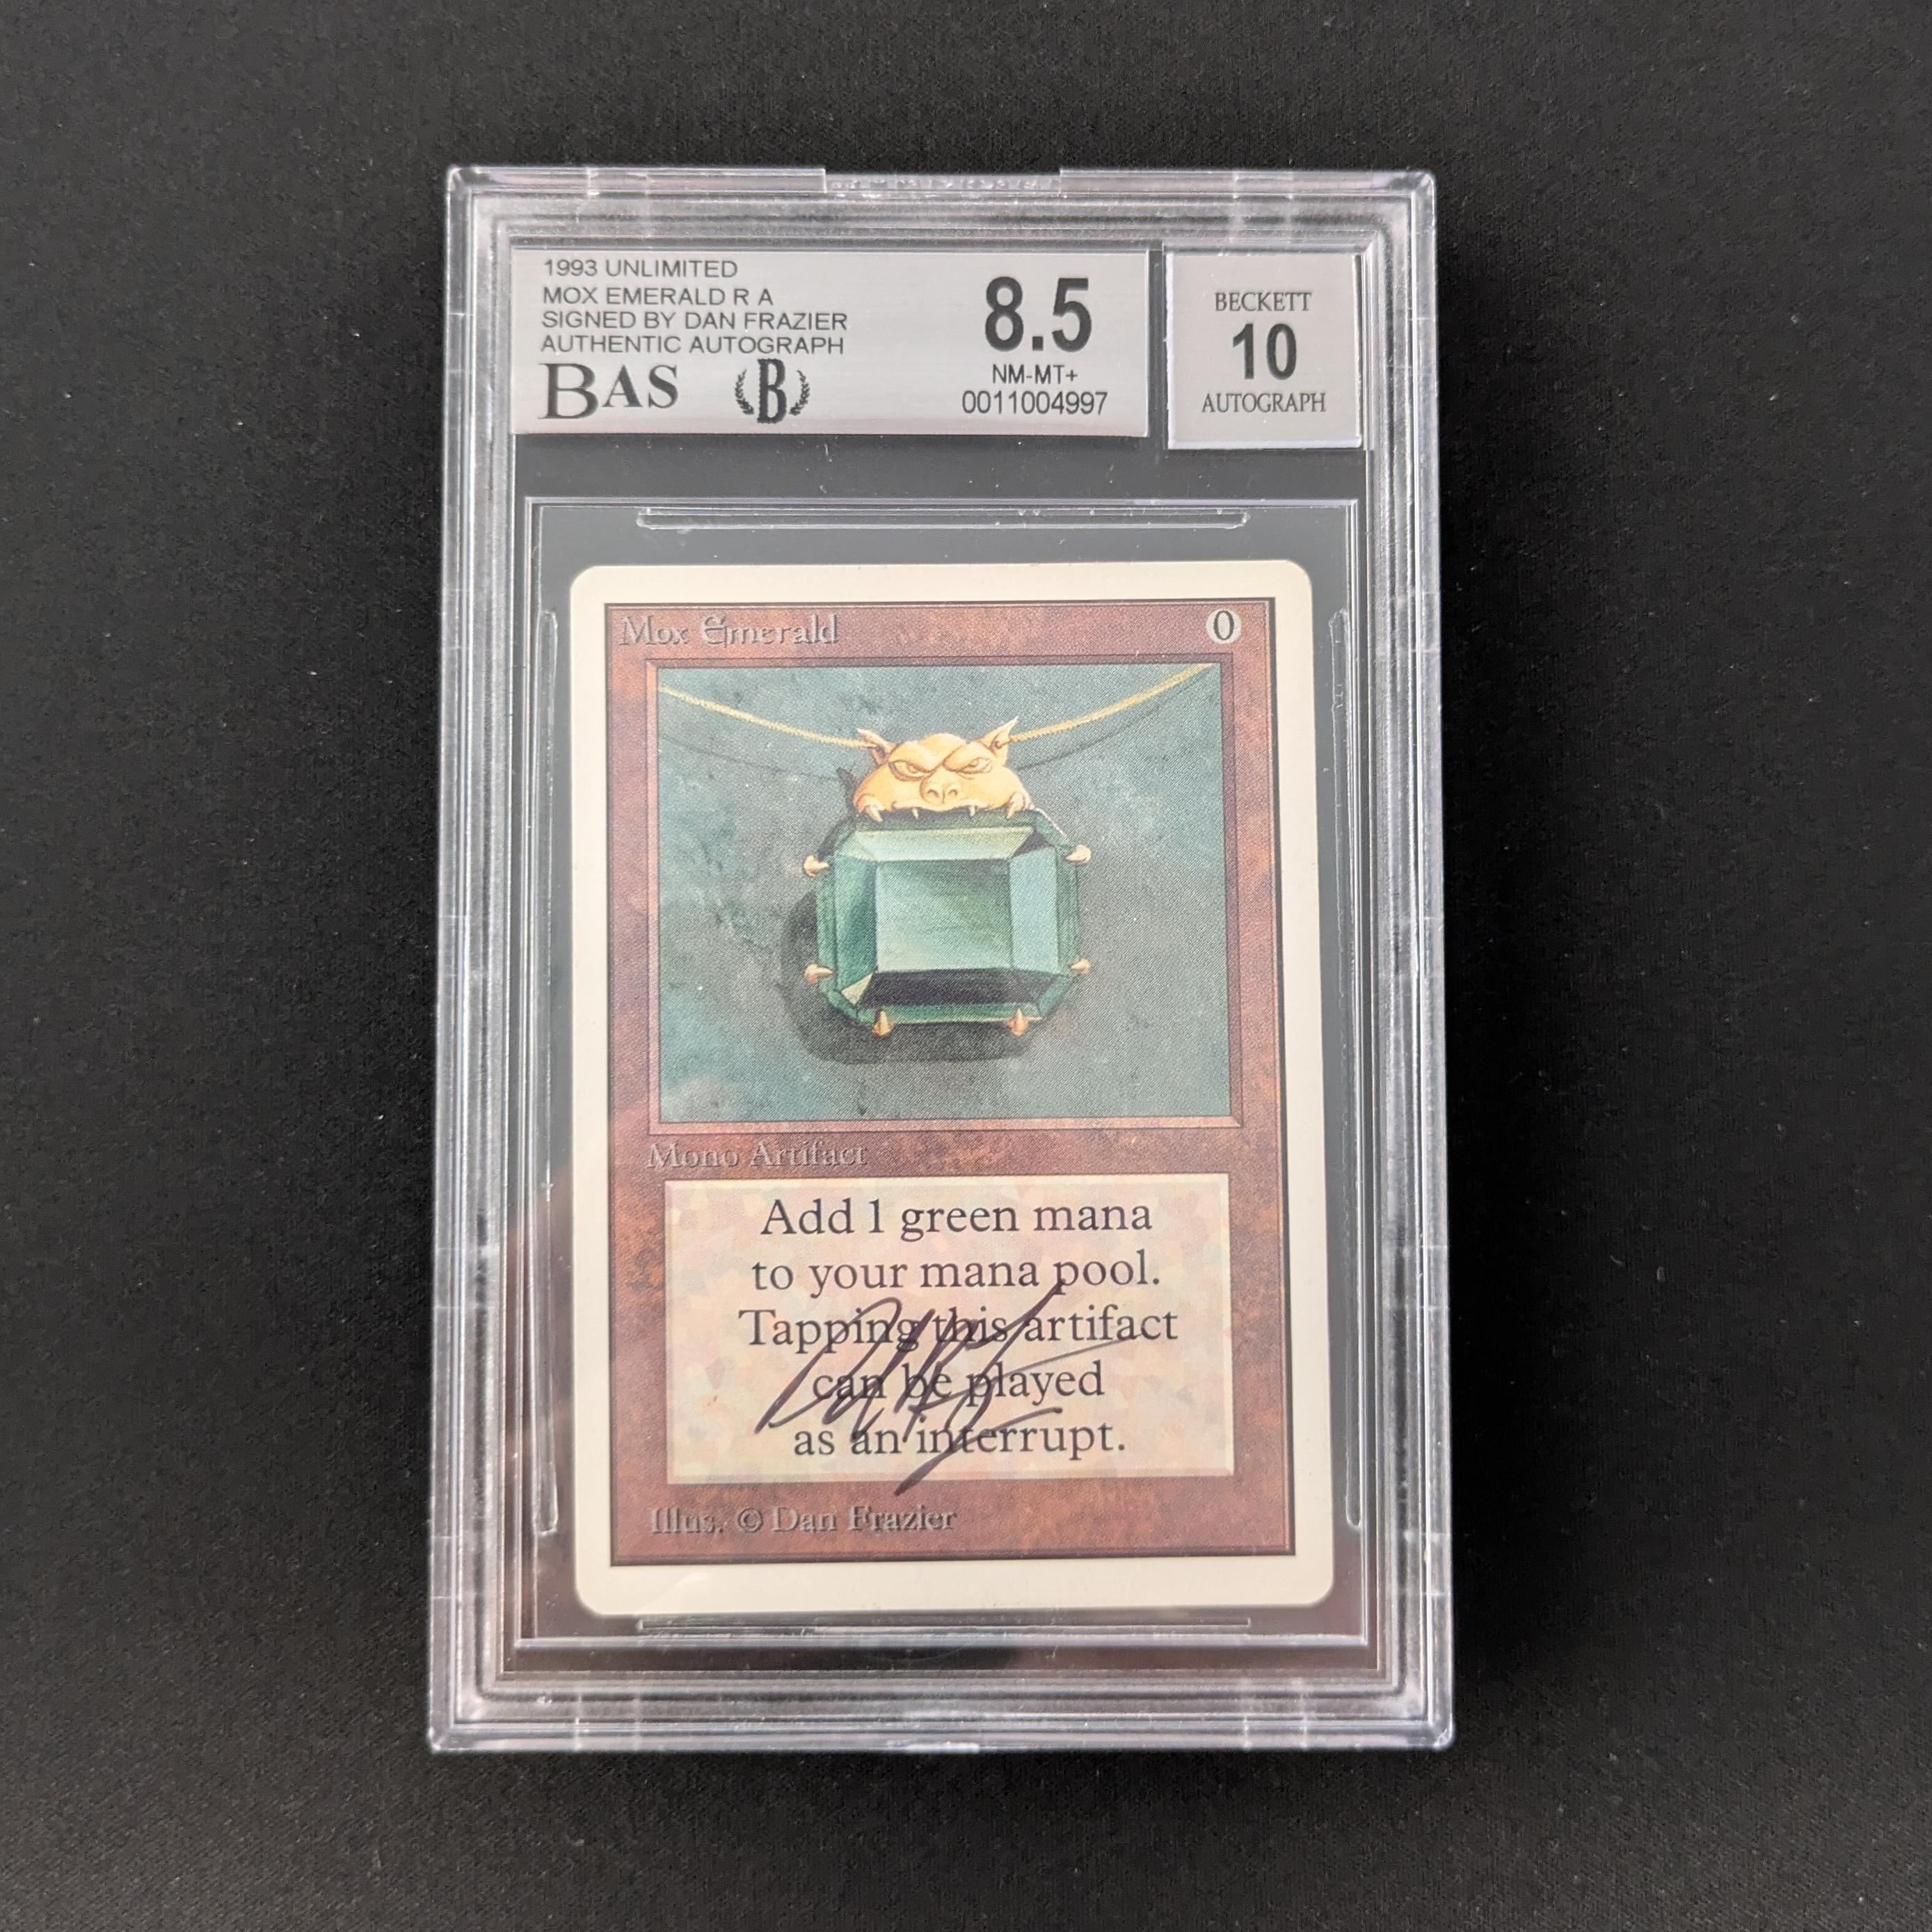 1993 UNLIMITED
MOX EMERALD R A
SIGNED BY DAN FRAZIER
AUTHENTIC AUTOGRAPH
BAS B
8.5
NM-MT+
0011004997
BECKETT
10
AUTOGRAPH
Mox Emerald 0
Mono Artifact
Add 1 green mana
to your mana pool.
Tapping this artifact
can be played
as an interrupt.
Illus. © Dan Frazier